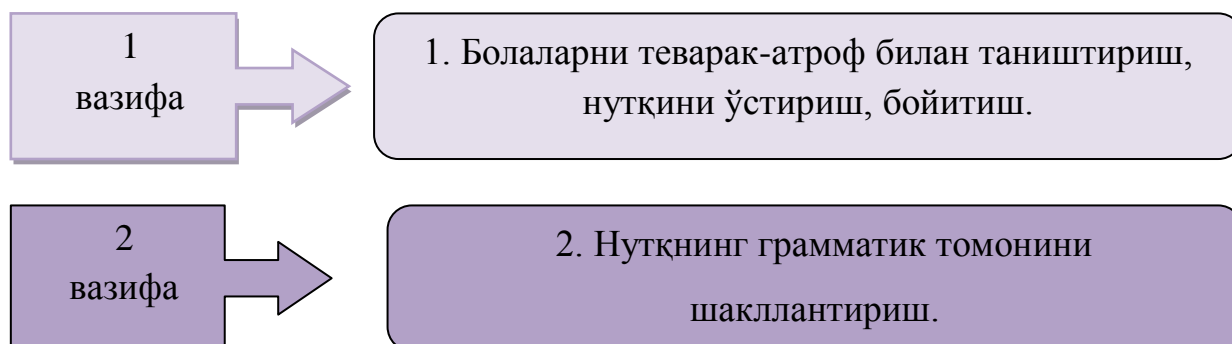 1
вазифа
1. Болаларни теварак-атроф билан таништириш,
нутқини ўстириш, бойитиш.
2
вазифа
2. Нутқнинг грамматик томонини
шакллантириш.